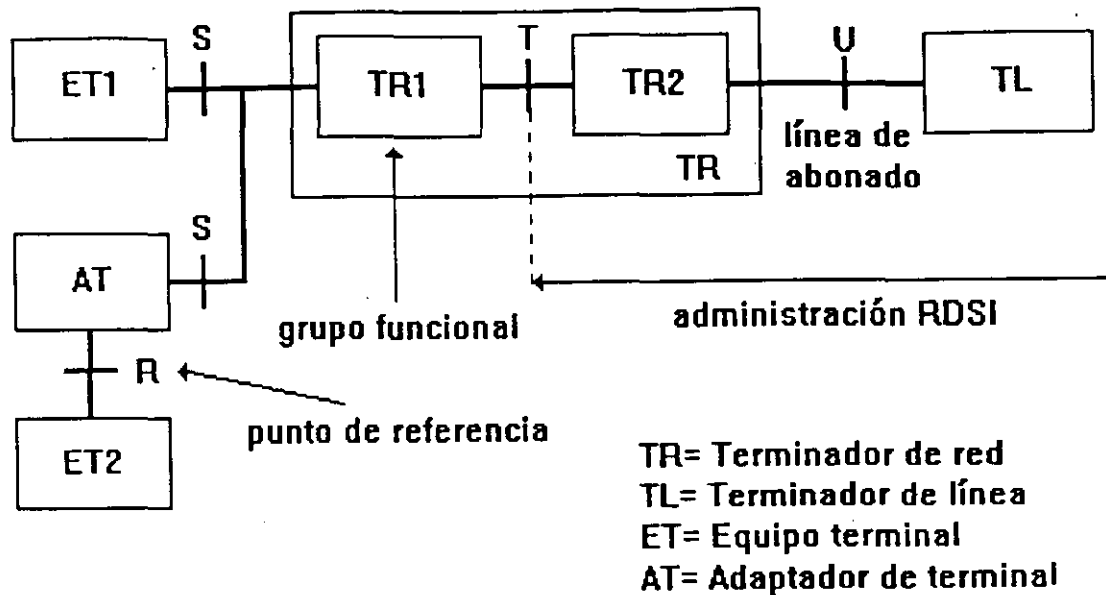 S
T
U
ET1
TR1
TR2
TL
TR
línea de
abonado
S
AT
grupo funcional
administración RDSI
R
punto de referencia
ET2
TR= Terminador de red
TL= Terminador de línea
ET= Equipo terminal
AT= Adaptador de terminal